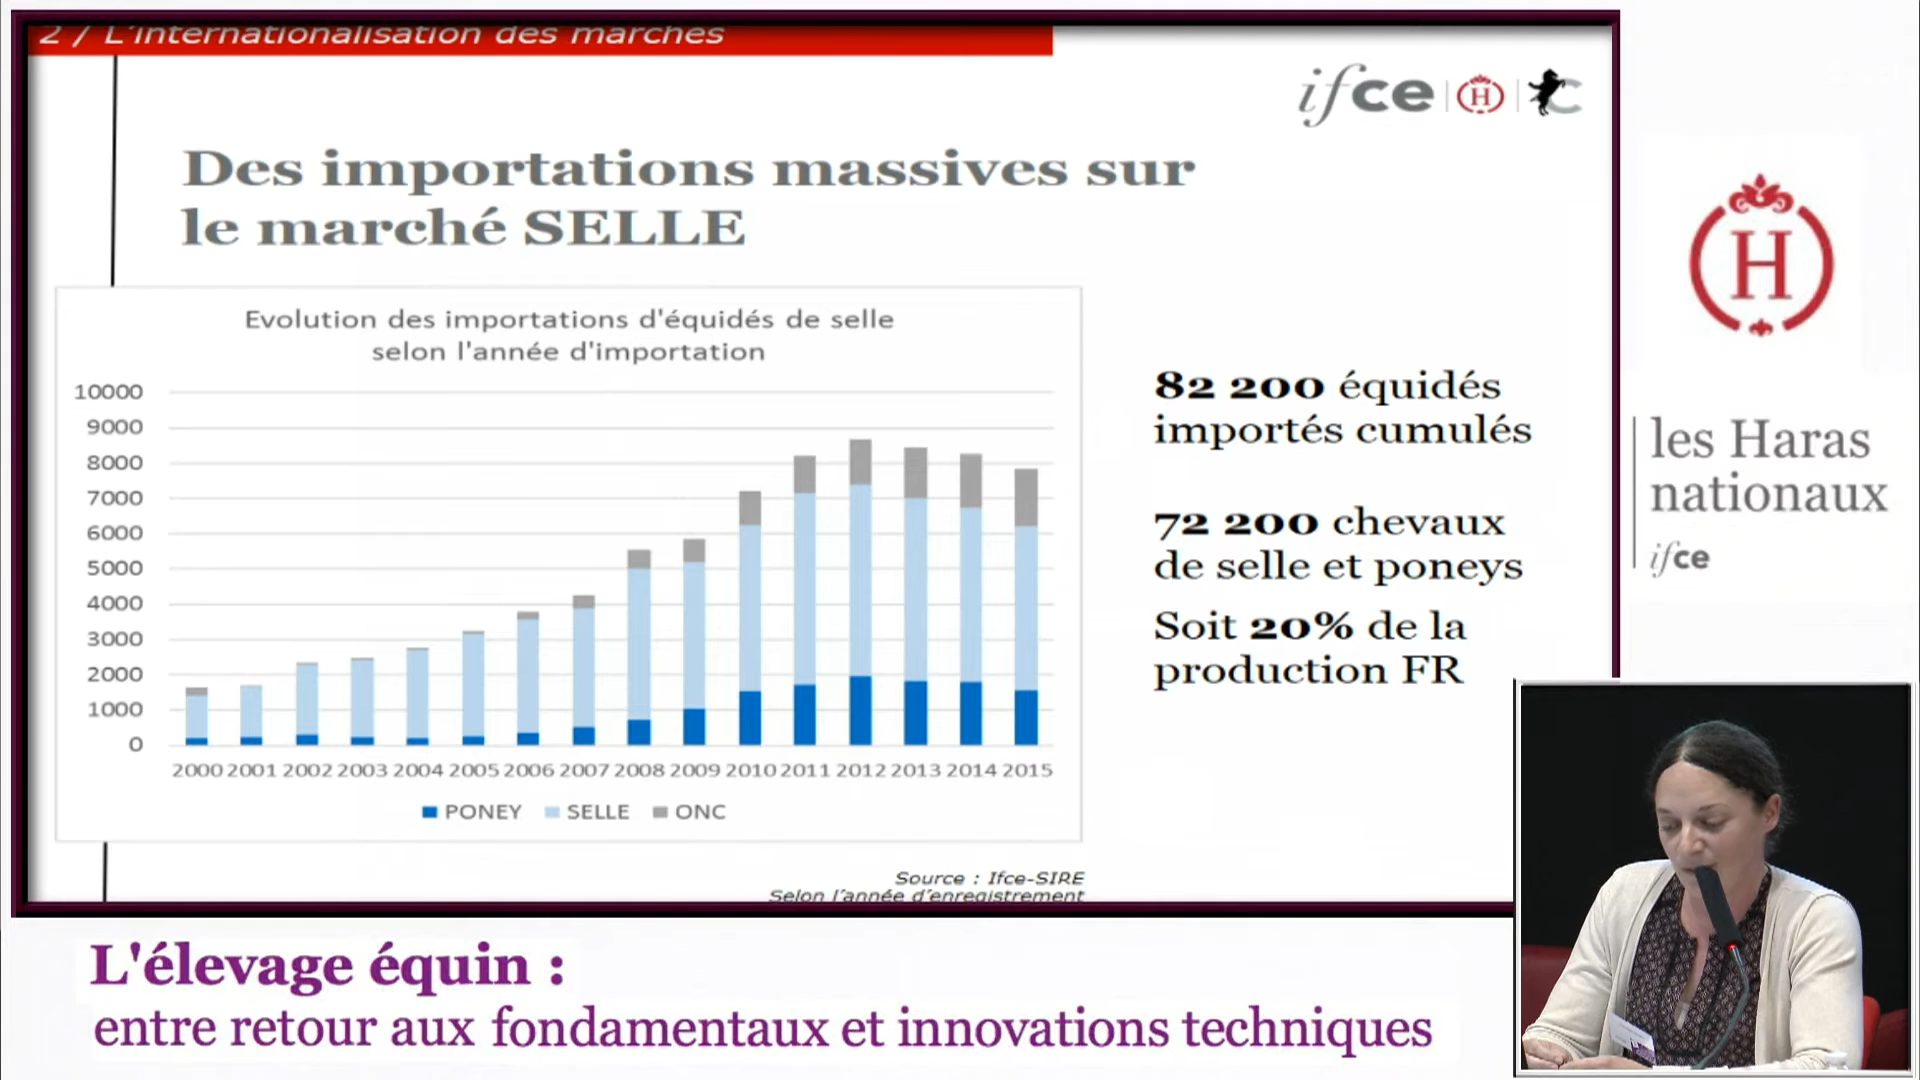 2 / L'internationalisation des marchés
ifce
H
C
Des importations massives sur
le marché SELLE
Evolution des importations d'équidés de selle
selon l'année d'importation
10000
9000
8000
7000
6000
5000
4000
3000
2000
1000
0
2000 2001 2002 2003 2004 2005 2006 2007 2008 2009 2010 2011 2012 2013 2014 2015
PONEY SELLE ONC
82 200 équidés
importés cumulés
72 200 chevaux
de selle et poneys
Soit 20% de la
production FR
Source : Ifce-SIRE
Selon l'année d'enregistrement
H
les Haras
nationaux
ifce
L'élevage équin :
entre retour aux fondamentaux et innovations techniques